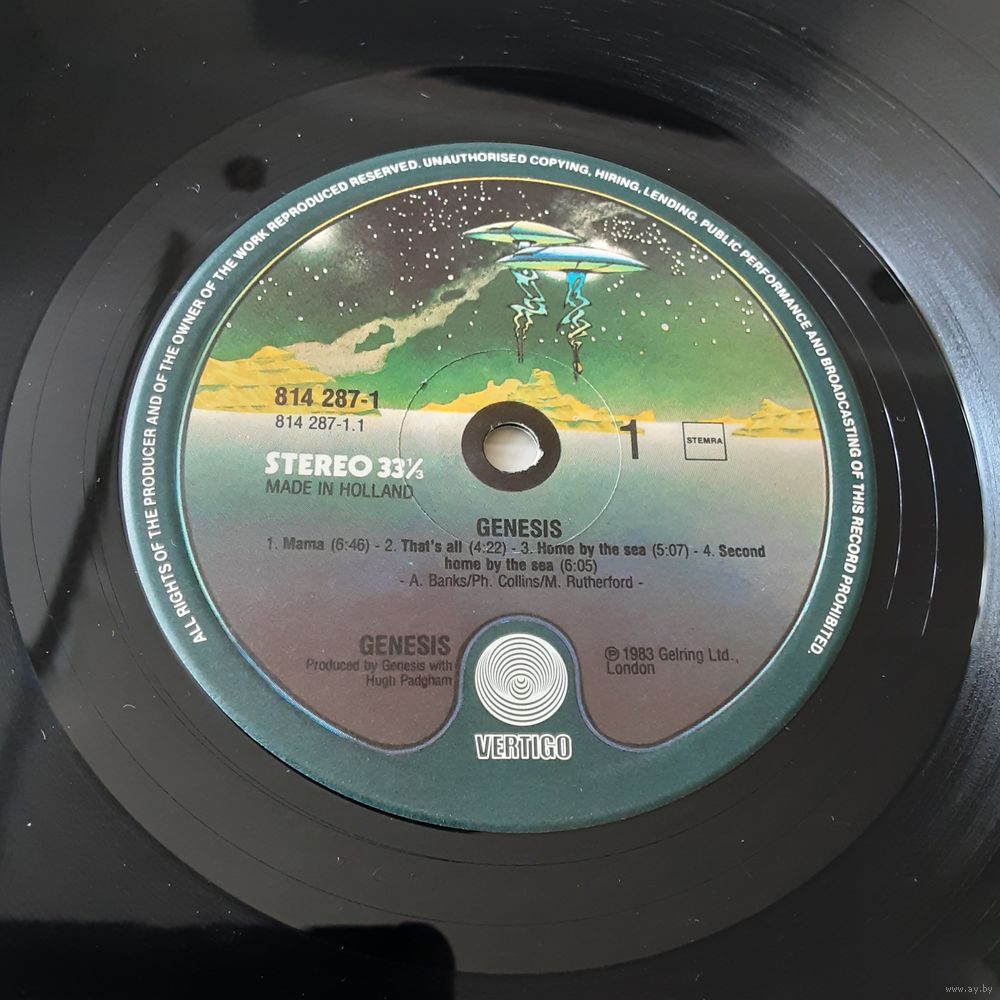 ALL RIGHTS OF THE PRODUCER AND OF THE OWNER OF THE WORK REPRODUCED RESERVED. UNAUTHORISED COPYING, HIRING, LENDING, PUBLIC PERFORMANCE AND BROADCASTING OF THIS RECORD PROHIBITED.
814 287-1
814 287-1.1
1
STEMRA
STEREO 33⅓
MADE IN HOLLAND
GENESIS
1. Mama (6:46) - 2. That's all (4:22) - 3. Home by the sea (5:07) - 4. Second
home by the sea (6:05)
- A. Banks/Ph. Collins/M. Rutherford -
GENESIS
Produced by Genesis with
Hugh Padgham
℗ 1983 Gelring Ltd.,
London
VERTIGO
www.ay.by